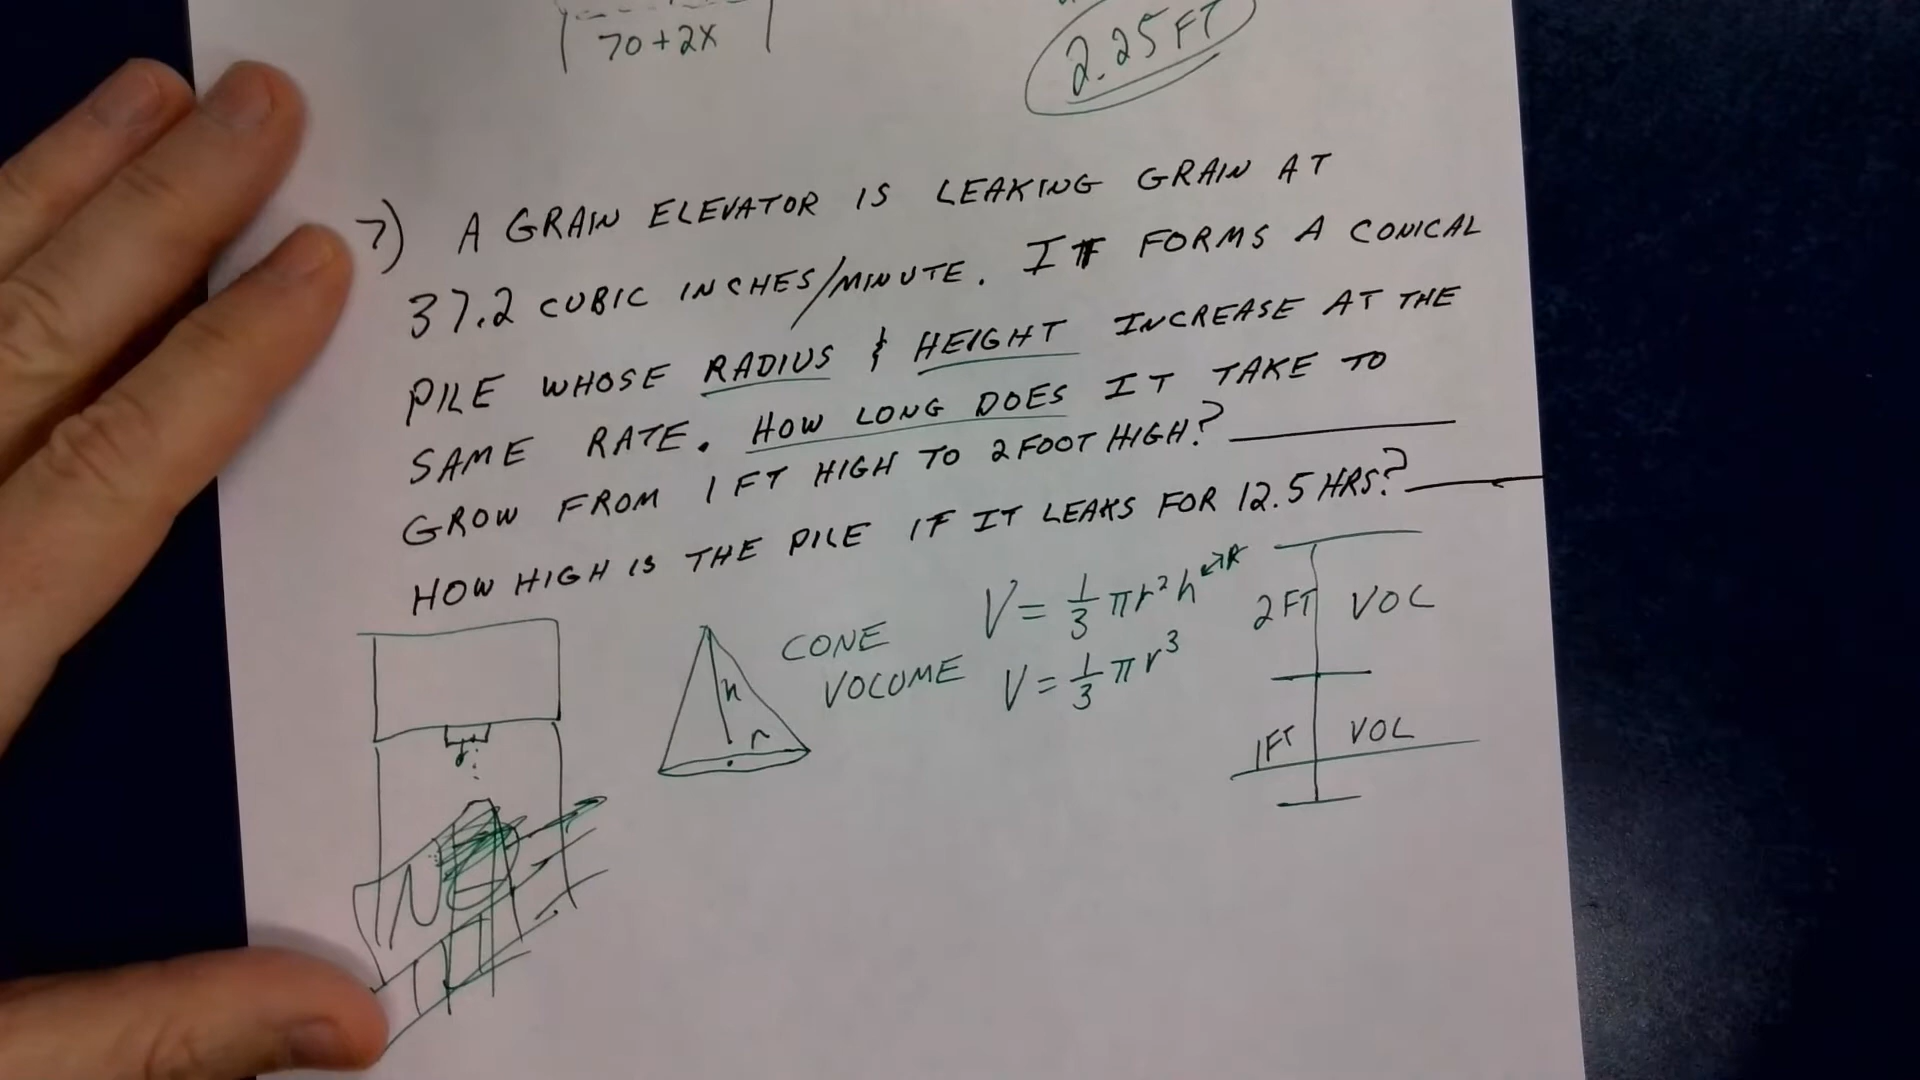 70+2X
2.25 FT
7) A GRAIN ELEVATOR IS LEAKING GRAIN AT
37.2 CUBIC INCHES/MINUTE. IT FORMS A CONICAL
PILE WHOSE RADIUS & HEIGHT INCREASE AT THE
SAME RATE. HOW LONG DOES IT TAKE TO
GROW FROM 1 FT HIGH TO 2 FOOT HIGH?
HOW HIGH IS THE PILE IF IT LEAKS FOR 12.5 HRS?
CONE
VOLUME
h
r
V = 1/3 πr²h ↔R
V = 1/3 πr³
2 FT VOL
1 FT VOL